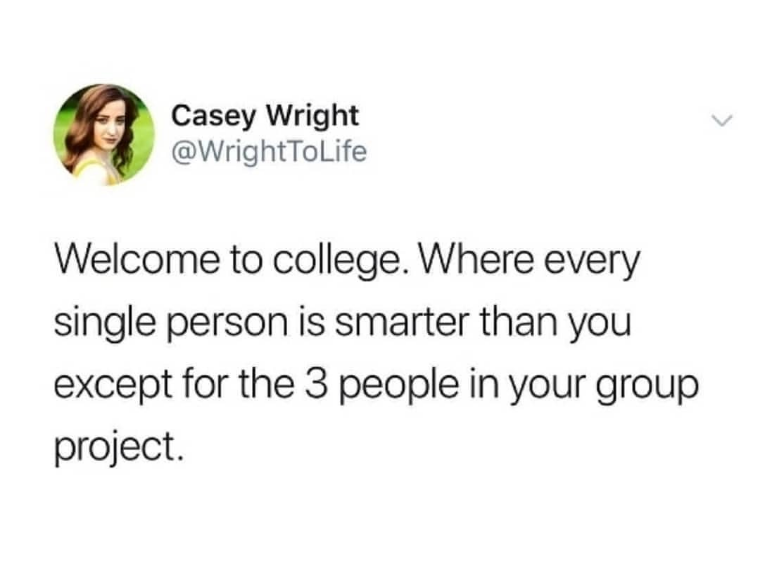 Casey Wright
@WrightToLife
Welcome to college. Where every
single person is smarter than you
except for the 3 people in your group
project.